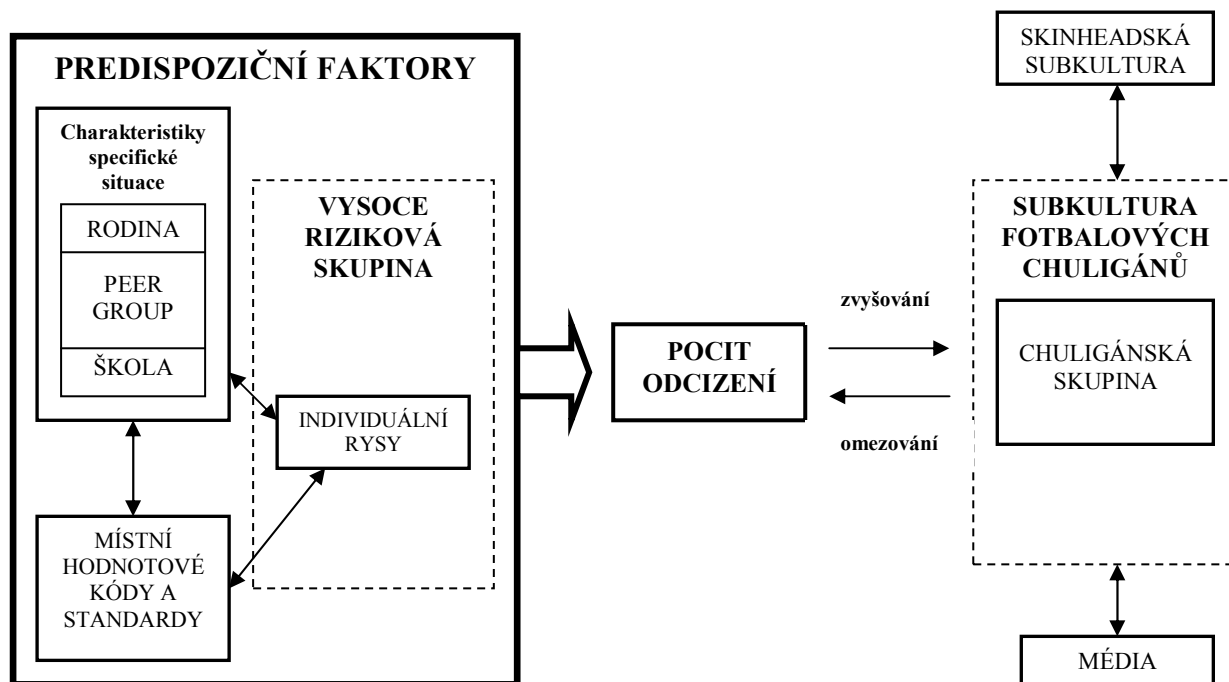 PREDISPOZIČNÍ FAKTORY
Charakteristiky
specifické
situace
RODINA
PEER
GROUP
ŠKOLA
VYSOCE
RIZIKOVÁ
SKUPINA
INDIVIDUÁLNÍ
RYSY
MÍSTNÍ
HODNOTOVÉ
KÓDY A
STANDARDY
POCIT
ODCIZENÍ
zvyšování
omezování
SKINHEADSKÁ
SUBKULTURA
SUBKULTURA
FOTBALOVÝCH
CHULIGÁNŮ
CHULIGÁNSKÁ
SKUPINA
MÉDIA